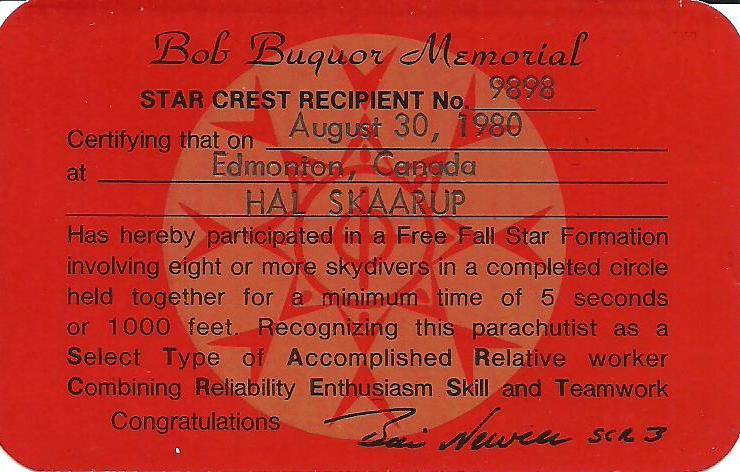 Bob Buquor Memorial
STAR CREST RECIPIENT No. 9898
Certifying that on August 30, 1980
at Edmonton, Canada
HAL SKAARUP
Has hereby participated in a Free Fall Star Formation
involving eight or more skydivers in a completed circle
held together for a minimum time of 5 seconds
or 1000 feet. Recognizing this parachutist as a
Select Type of Accomplished Relative worker
Combining Reliability Enthusiasm Skill and Teamwork
Congratulations Newell SCR 3